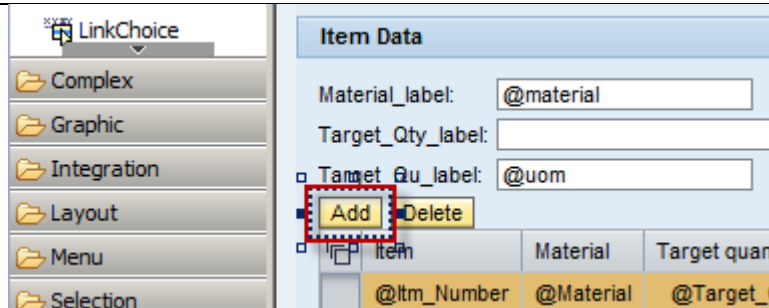 LinkChoice
Complex
Graphic
Integration
Layout
Menu
Selection
Item Data
Material_label: @material
Target_Qty_label:
Target_Qu_label: @uom
Add Delete
Item Material Target quan
@Itm_Number @Material @Target_